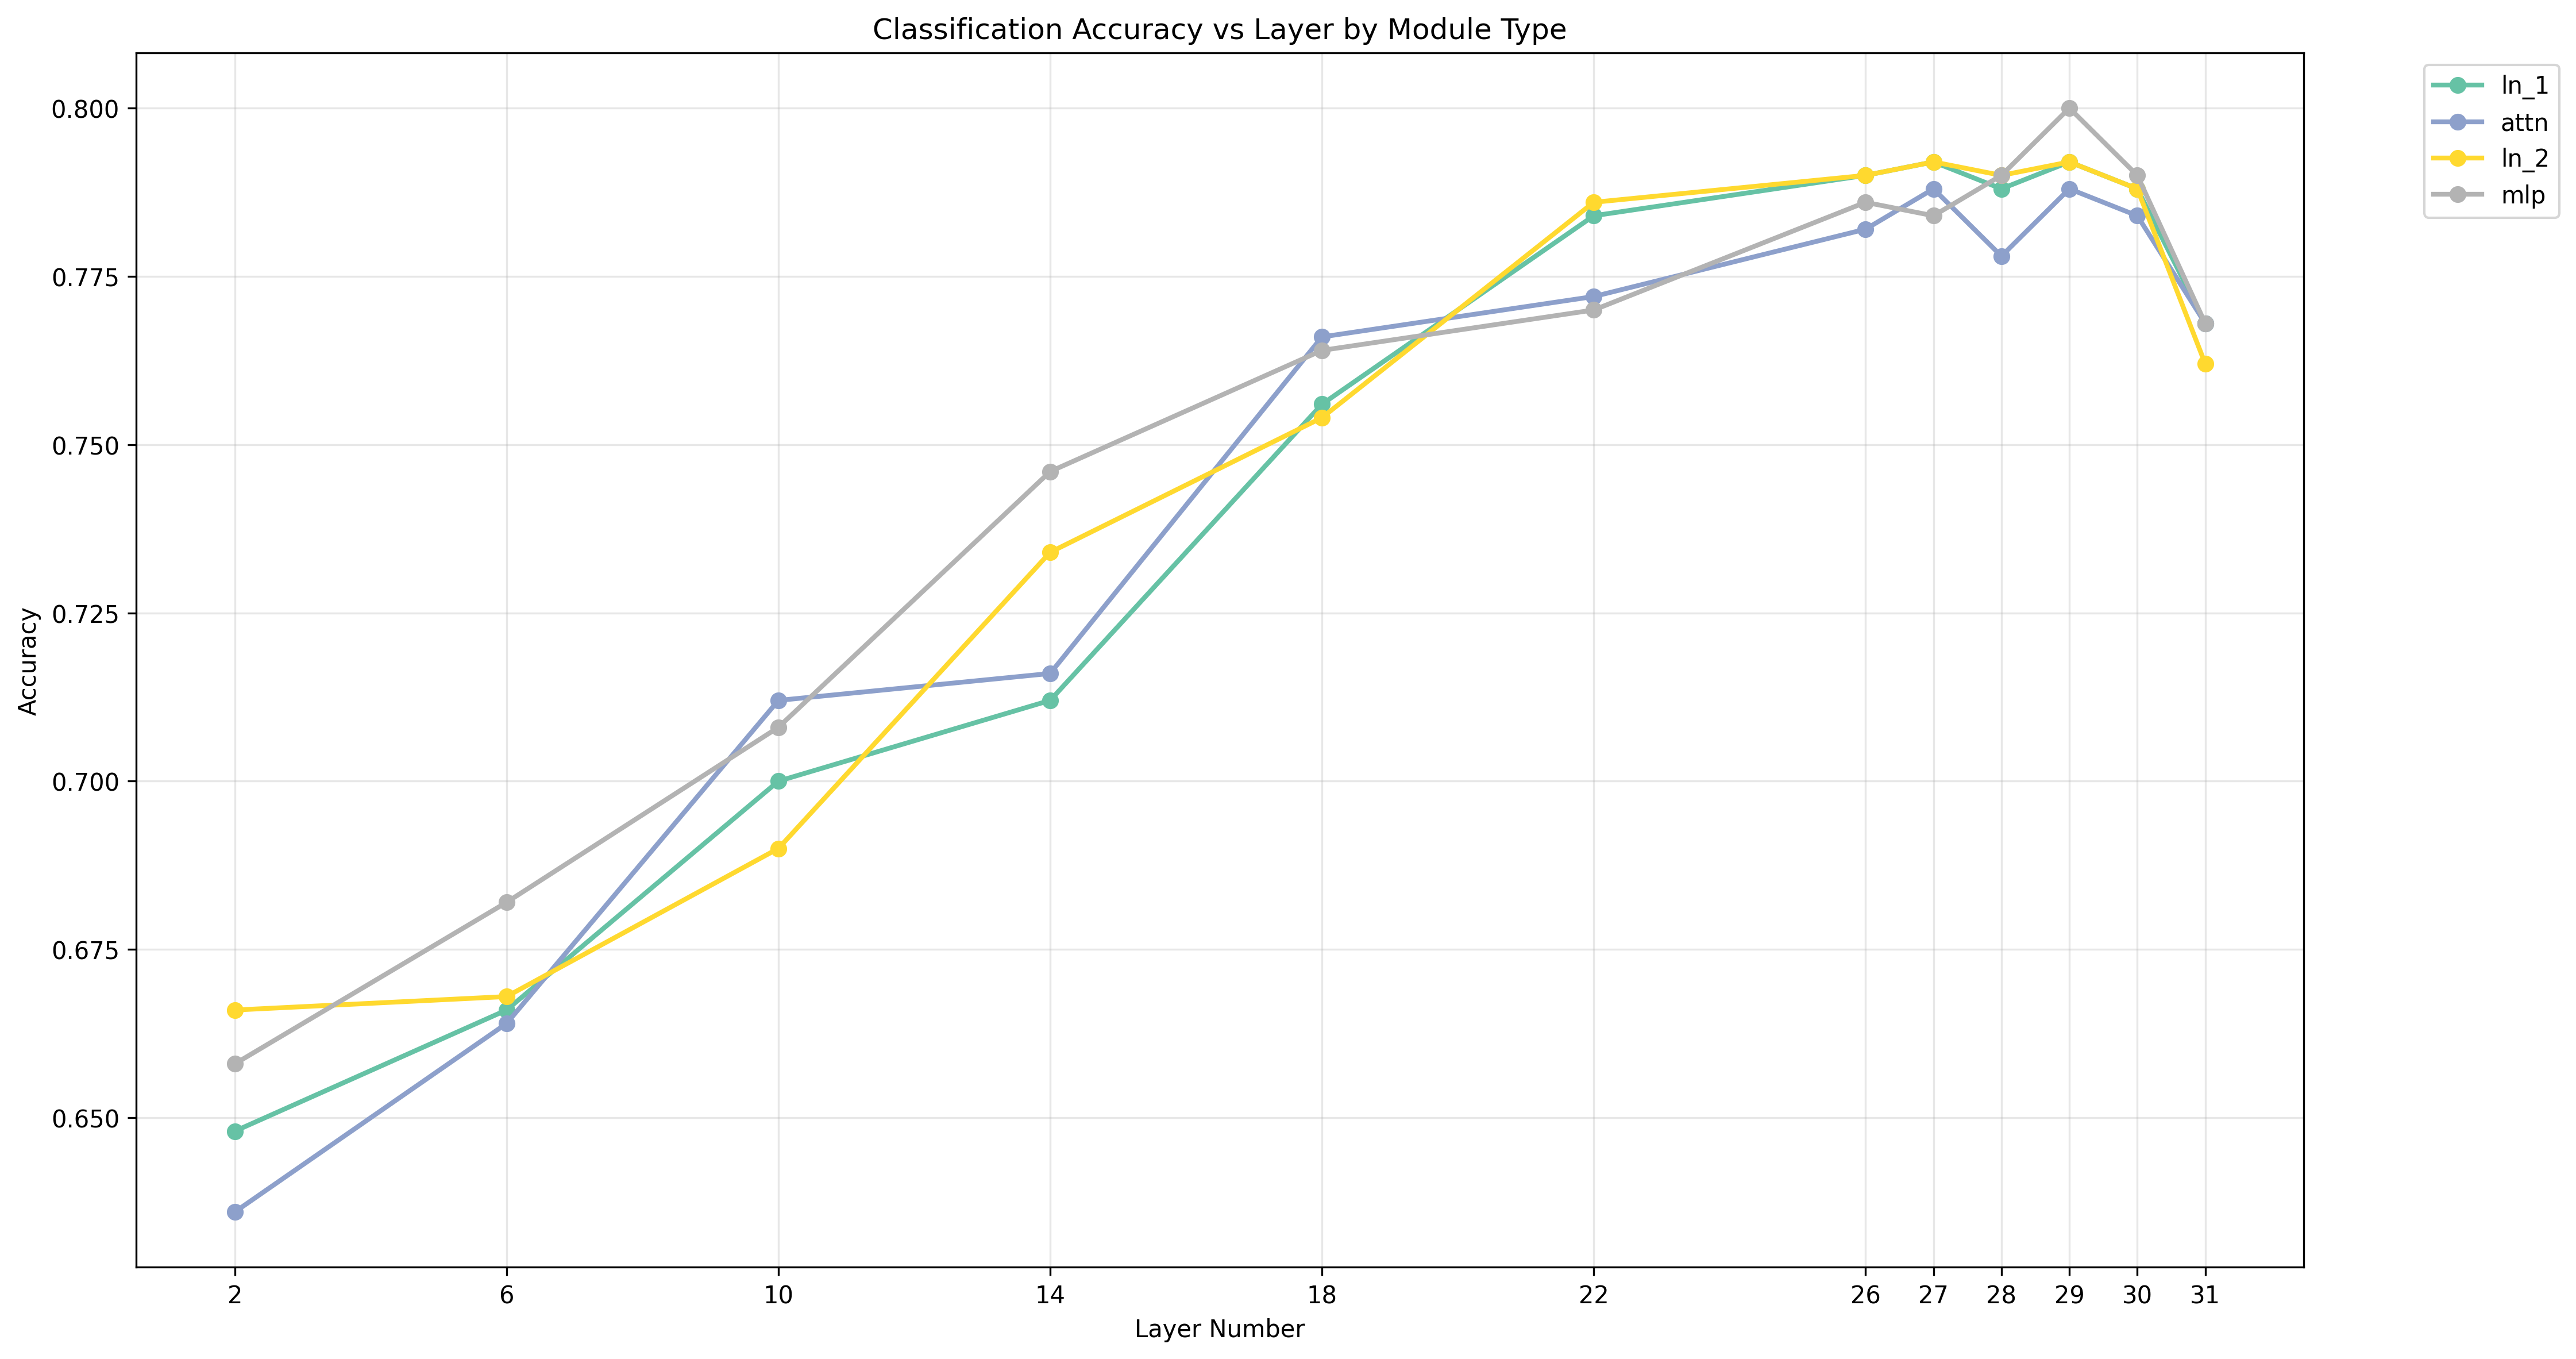 Classification Accuracy vs Layer by Module Type
ln_1
attn
ln_2
mlp
0.800
0.775
0.750
0.725
0.700
0.675
0.650
Accuracy
2 6 10 14 18 22 26 27 28 29 30 31
Layer Number